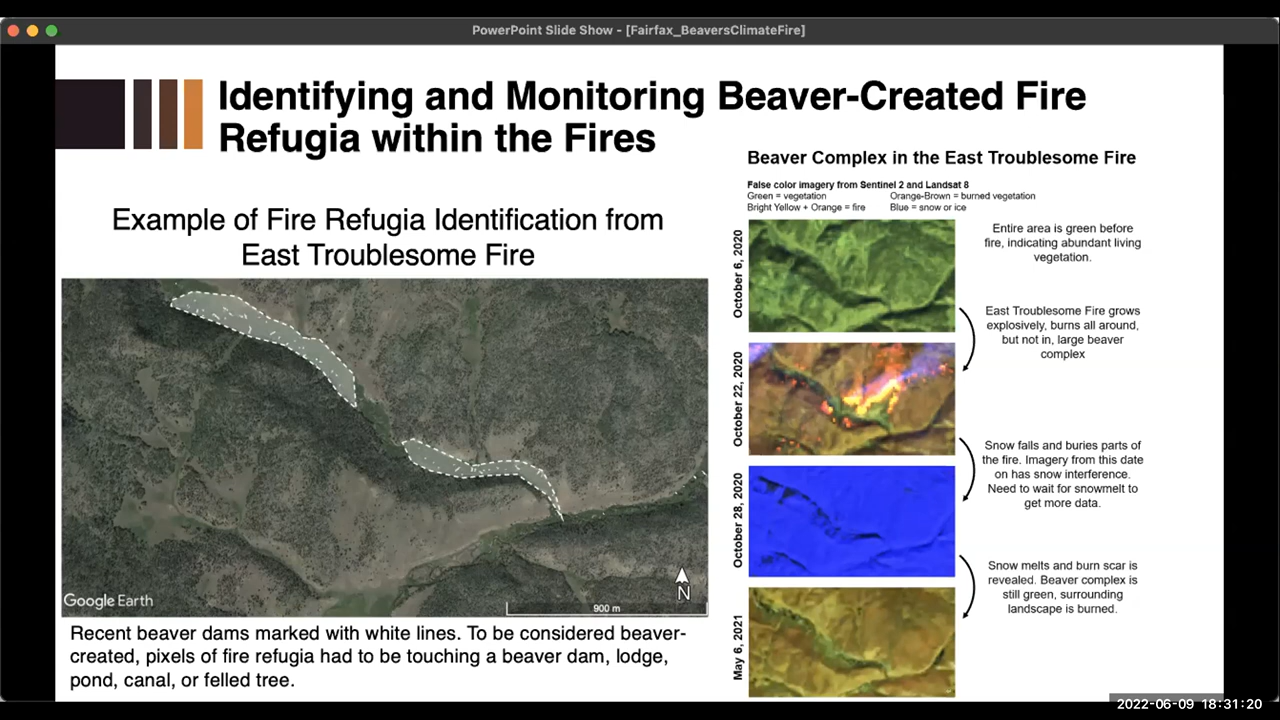 PowerPoint Slide Show - [Fairfax_BeaversClimateFire]
Identifying and Monitoring Beaver-Created Fire
Refugia within the Fires
Example of Fire Refugia Identification from
East Troublesome Fire
Google Earth
N
900 m
Recent beaver dams marked with white lines. To be considered beaver-
created, pixels of fire refugia had to be touching a beaver dam, lodge,
pond, canal, or felled tree.
Beaver Complex in the East Troublesome Fire
False color imagery from Sentinel 2 and Landsat 8
Green = vegetation Orange-Brown = burned vegetation
Bright Yellow + Orange = fire Blue = snow or ice
October 6, 2020
Entire area is green before
fire, indicating abundant living
vegetation.
East Troublesome Fire grows
explosively, burns all around,
but not in, large beaver
complex
October 22, 2020
Snow falls and buries parts of
the fire. Imagery from this date
on has snow interference.
Need to wait for snowmelt to
get more data.
October 28, 2020
Snow melts and burn scar is
revealed. Beaver complex is
still green, surrounding
landscape is burned.
May 6, 2021
2022-06-09 18:31:20